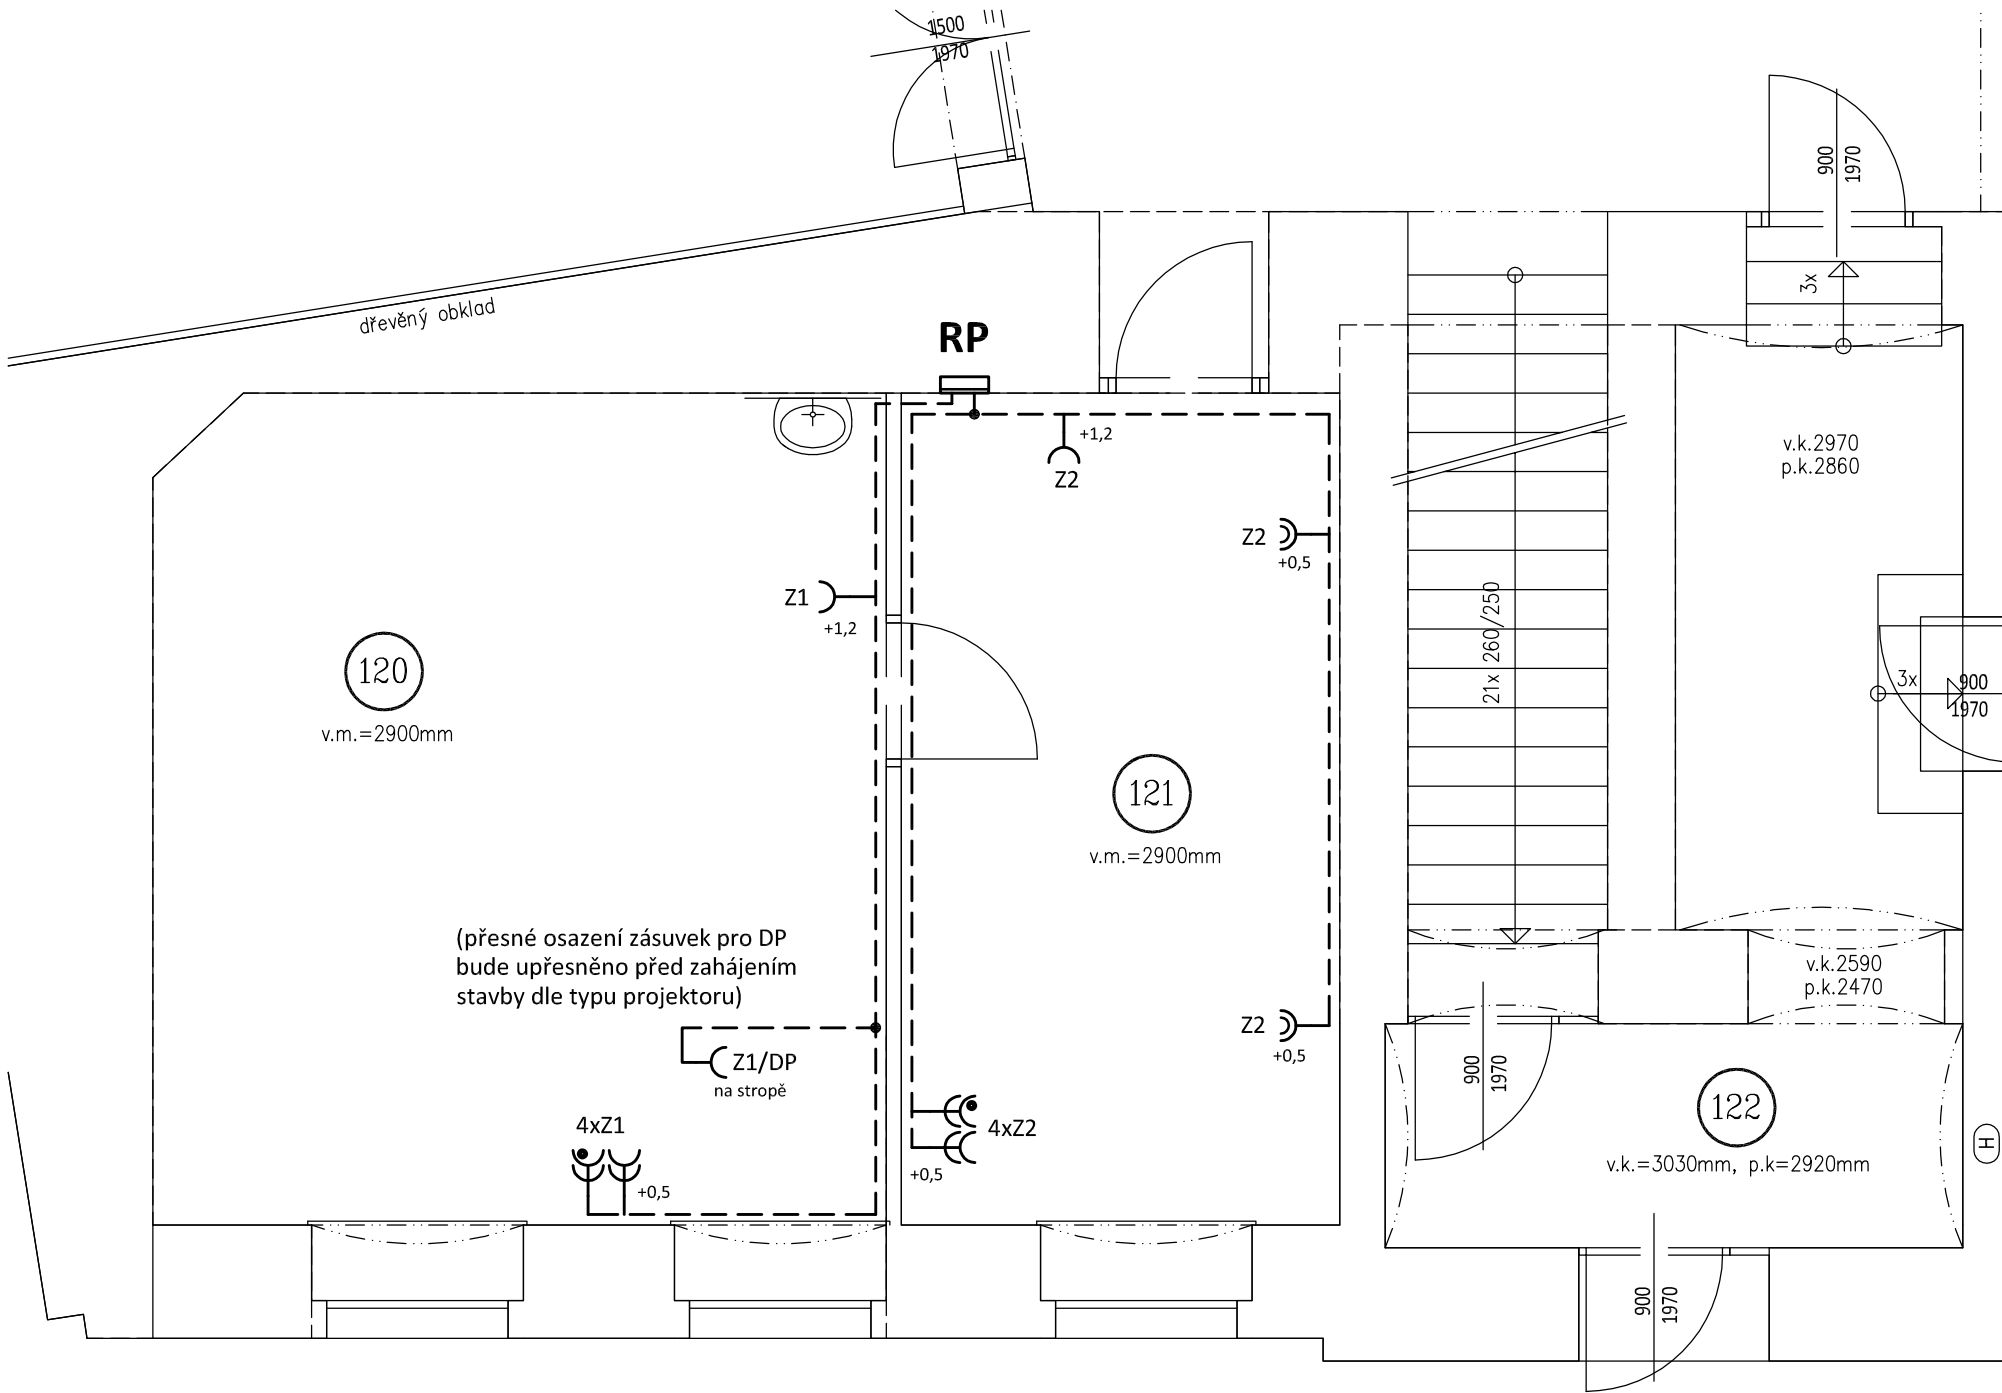 1500
1970
900
1970
3x
dřevěný obklad
RP
+1,2
Z2
v.k.2970
p.k.2860
Z2
+0,5
Z1
+1,2
21x 260/250
120
v.m.=2900mm
3x
900
1970
121
v.m.=2900mm
(přesné osazení zásuvek pro DP
bude upřesněno před zahájením
stavby dle typu projektoru)
v.k.2590
p.k.2470
Z2
+0,5
Z1/DP
na stropě
900
1970
4xZ1
+0,5
4xZ2
+0,5
122
v.k.=3030mm, p.k=2920mm
H
900
1970